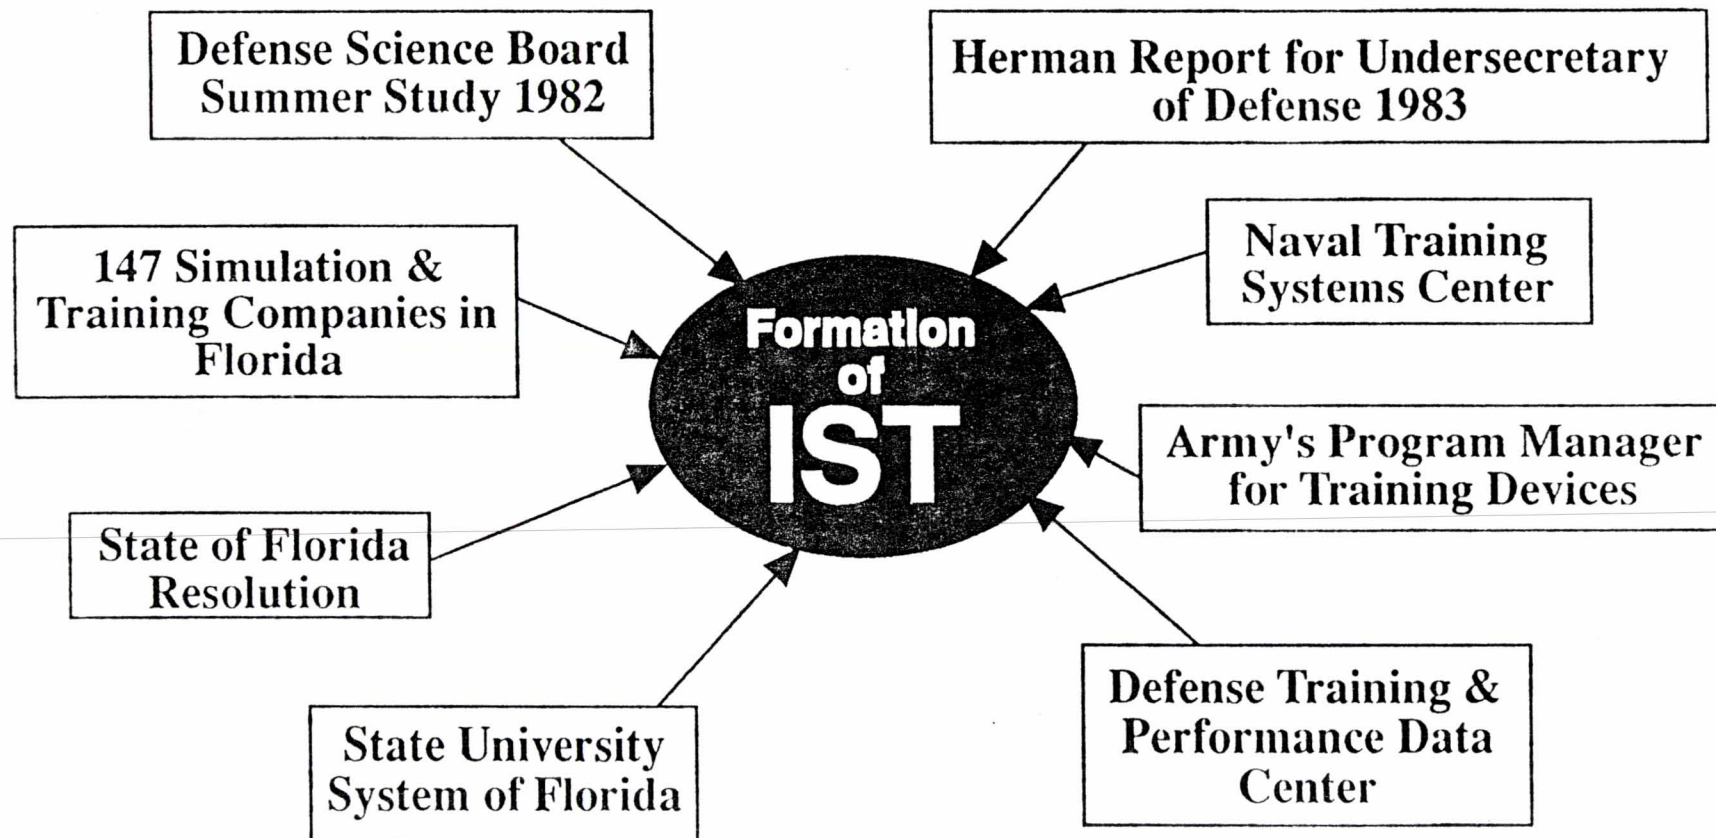 Defense Science Board
Summer Study 1982
Herman Report for Undersecretary
of Defense 1983
147 Simulation &
Training Companies in
Florida
Naval Training
Systems Center
Formation
of
IST
Army's Program Manager
for Training Devices
State of Florida
Resolution
Defense Training &
Performance Data
Center
State University
System of Florida